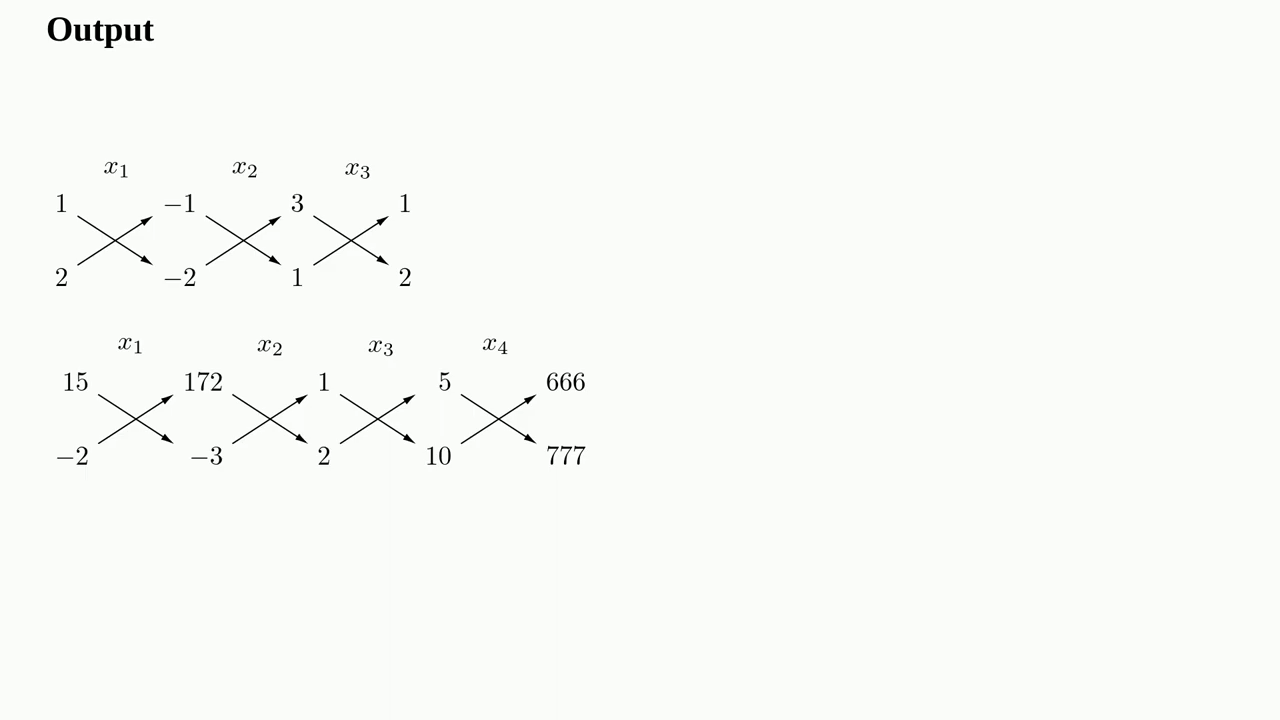 Output
x₁ x₂ x₃
1 −1 3 1
2 −2 1 2
x₁ x₂ x₃ x₄
15 172 1 5 666
−2 −3 2 10 777